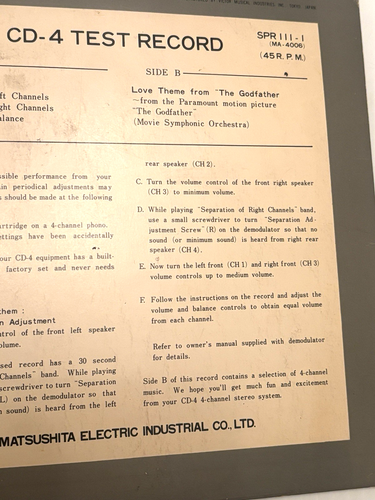 BY VICTOR MUSICAL INDUSTRIES INC. TOKYO JAPAN
CD-4 TEST RECORD
SPR 111-1
(MA-4006)
(45 R. P. M.)
ft Channels
ght Channels
alance
ssible performance from your
in periodical adjustments may
s should be made at the following
artridge on a 4-channel phono.
ettings have been accidentally
our CD-4 equipment has a built-
factory set and never needs
them :
n Adjustment
ntrol of the front left speaker
olume.
sed record has a 30 second
Channels" band. While playing
screwdriver to turn "Separation
L) on the demodulator so that
m sound) is heard from the left
SIDE B
Love Theme from "The Godfather
~from the Paramount motion picture
"The Godfather"
(Movie Symphonic Orchestra)
rear speaker (CH 2).
C. Turn the volume control of the front right speaker
(CH 3) to minimum volume.
D. While playing "Separation of Right Channels" band,
use a small screwdriver to turn "Separation Ad-
justment Screw" (R) on the demodulator so that no
sound (or minimum sound) is heard from right rear
speaker (CH 4).
E. Now turn the left front (CH 1) and right front (CH 3)
volume controls up to medium volume.
F. Follow the instructions on the record and adjust the
volume and balance controls to obtain equal volume
from each channel.
Refer to owner's manual supplied with demodulator
for details.
Side B of this record contains a selection of 4-channel
music. We hope you'll get much fun and excitement
from your CD-4 4-channel stereo system.
MATSUSHITA ELECTRIC INDUSTRIAL CO., LTD.